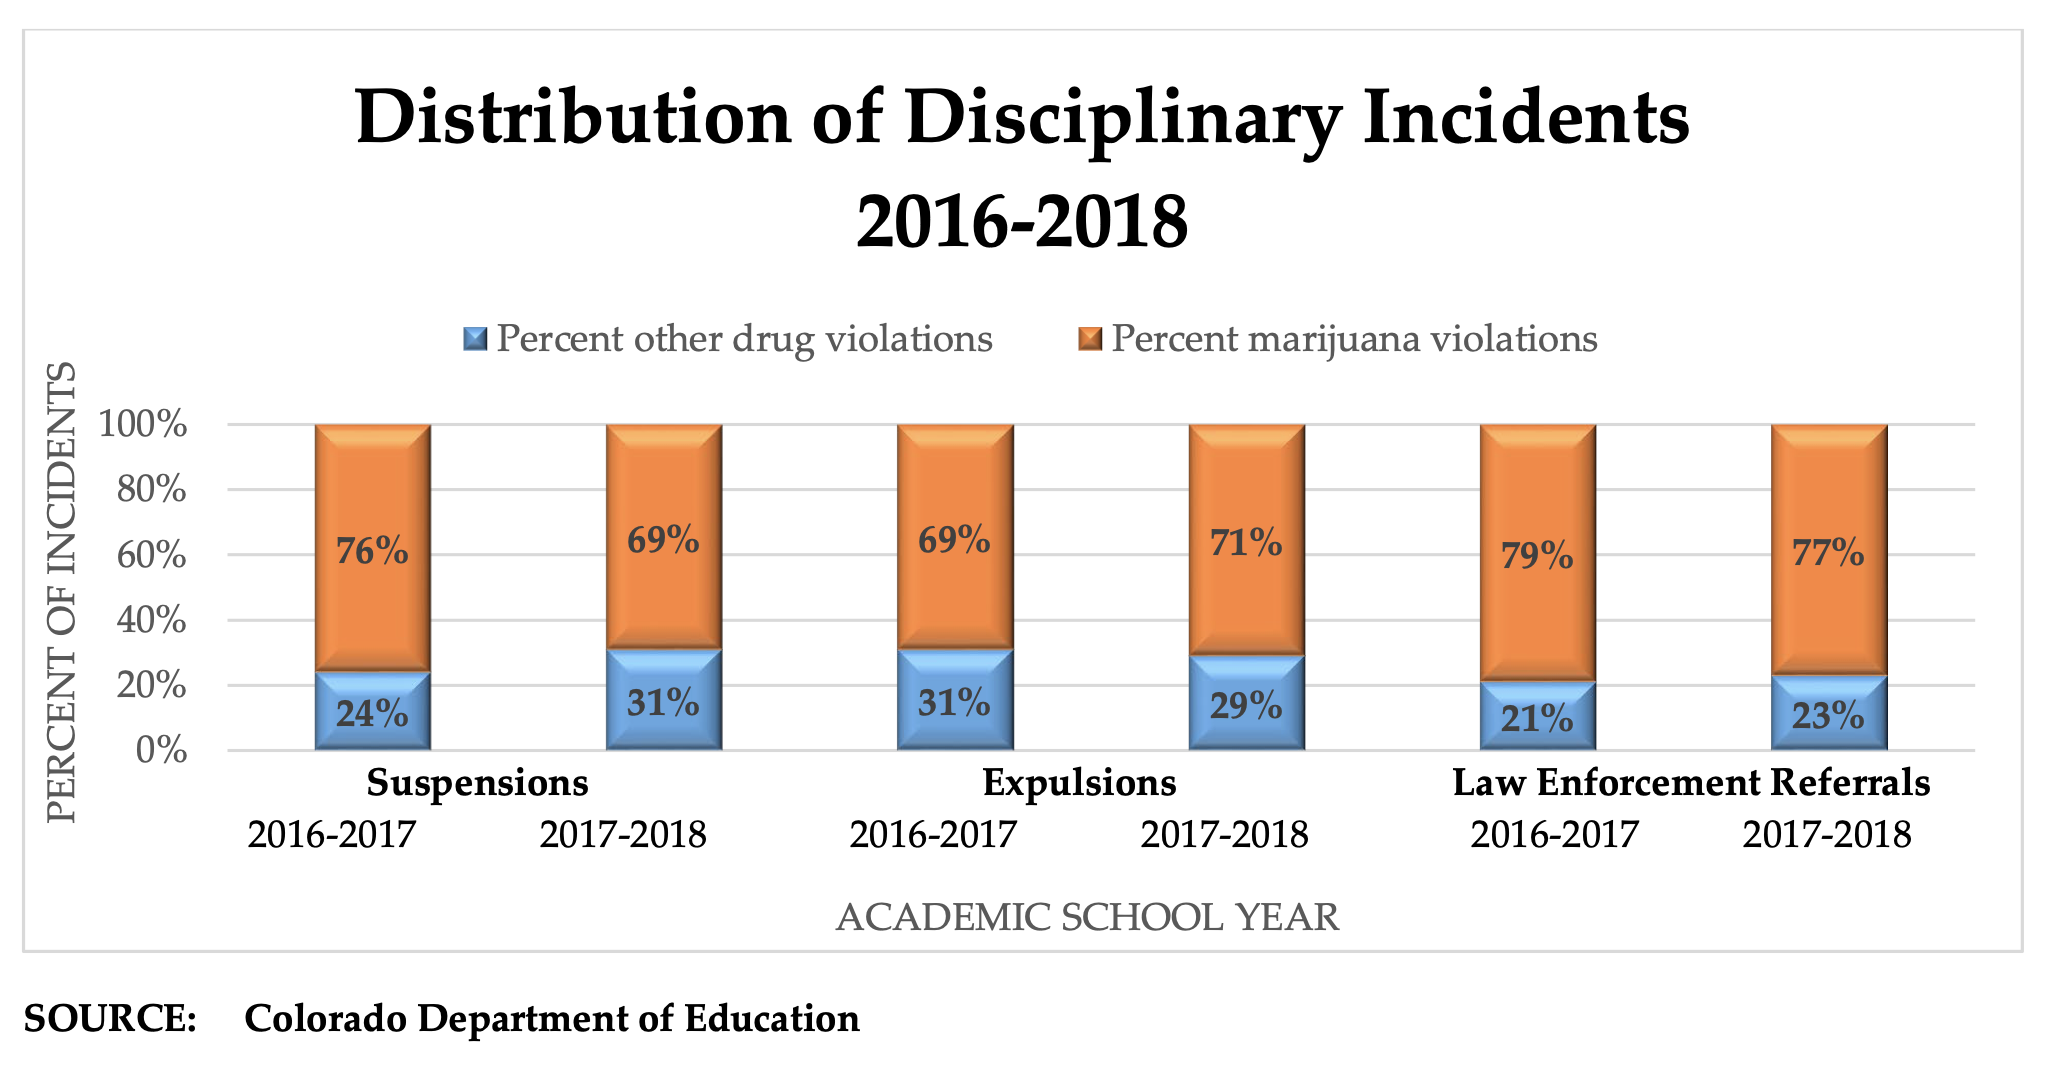 Distribution of Disciplinary Incidents
2016-2018
Percent other drug violations Percent marijuana violations
PERCENT OF INCIDENTS
100%
80%
60%
40%
20%
0%
76% 69% 69% 71% 79% 77%
24% 31% 31% 29% 21% 23%
Suspensions Expulsions Law Enforcement Referrals
2016-2017 2017-2018 2016-2017 2017-2018 2016-2017 2017-2018
ACADEMIC SCHOOL YEAR
SOURCE: Colorado Department of Education